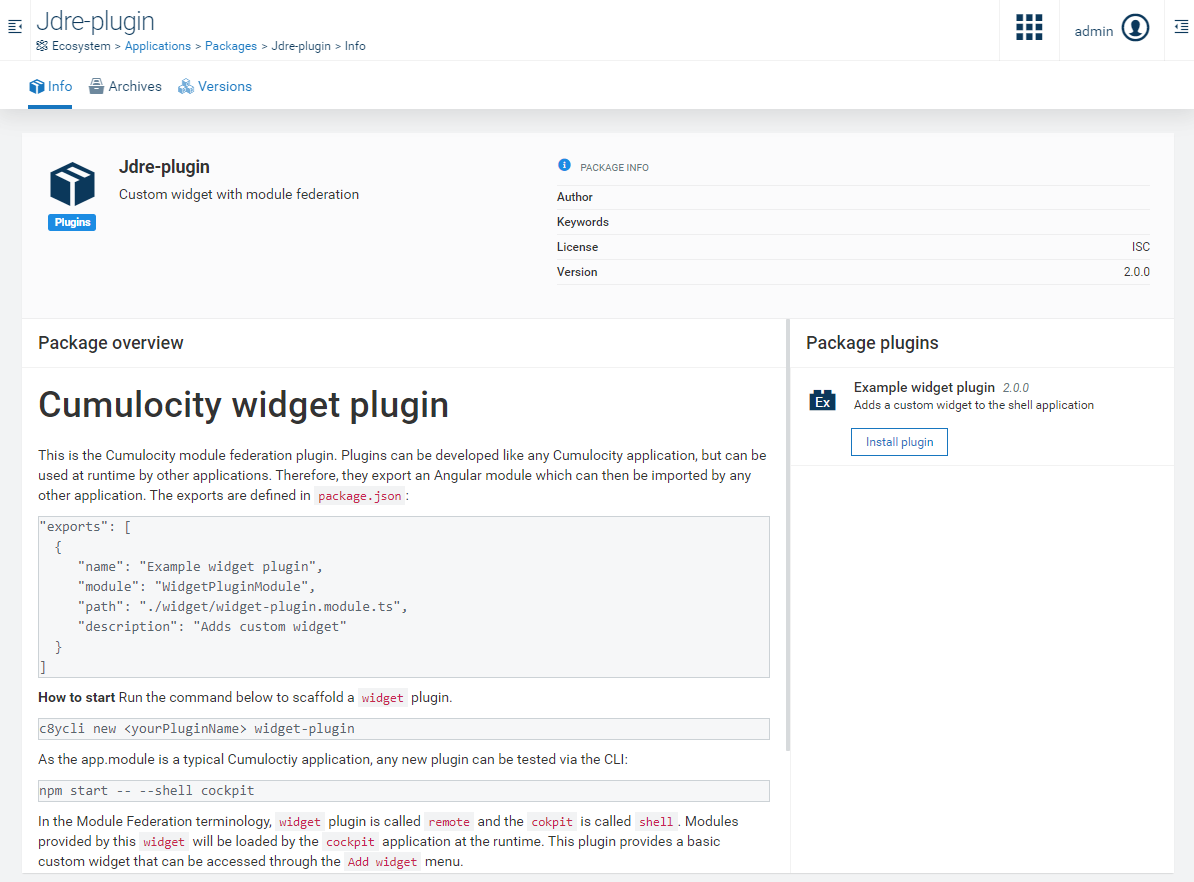 Jdre-plugin
Ecosystem > Applications > Packages > Jdre-plugin > Info
admin
Info Archives Versions
Jdre-plugin
Custom widget with module federation
Plugins
PACKAGE INFO
Author
Keywords
License ISC
Version 2.0.0
Package overview
Cumulocity widget plugin
This is the Cumulocity module federation plugin. Plugins can be developed like any Cumulocity application, but can be
used at runtime by other applications. Therefore, they export an Angular module which can then be imported by any
other application. The exports are defined in package.json:
"exports": [
{
"name": "Example widget plugin",
"module": "WidgetPluginModule",
"path": "./widget/widget-plugin.module.ts",
"description": "Adds custom widget"
}
]
How to start Run the command below to scaffold a widget plugin.
c8ycli new <yourPluginName> widget-plugin
As the app.module is a typical Cumuloctiy application, any new plugin can be tested via the CLI:
npm start -- --shell cockpit
In the Module Federation terminology, widget plugin is called remote and the cokpit is called shell. Modules
provided by this widget will be loaded by the cockpit application at the runtime. This plugin provides a basic
custom widget that can be accessed through the Add widget menu.
Package plugins
Ex
Example widget plugin 2.0.0
Adds a custom widget to the shell application
Install plugin